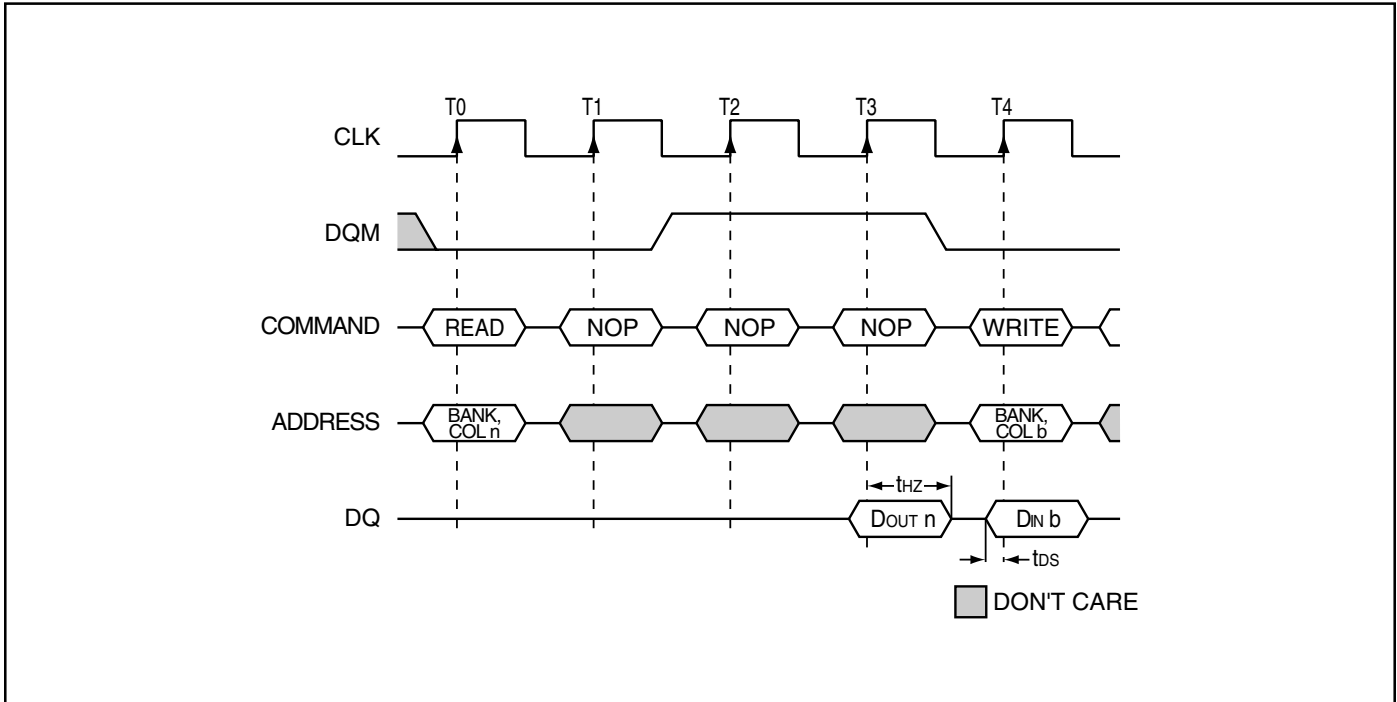 T0 T1 T2 T3 T4
CLK
DQM
COMMAND READ NOP NOP NOP WRITE
ADDRESS BANK, COL n BANK, COL b
tHZ
DQ DOUT n DIN b
tDS
DON'T CARE